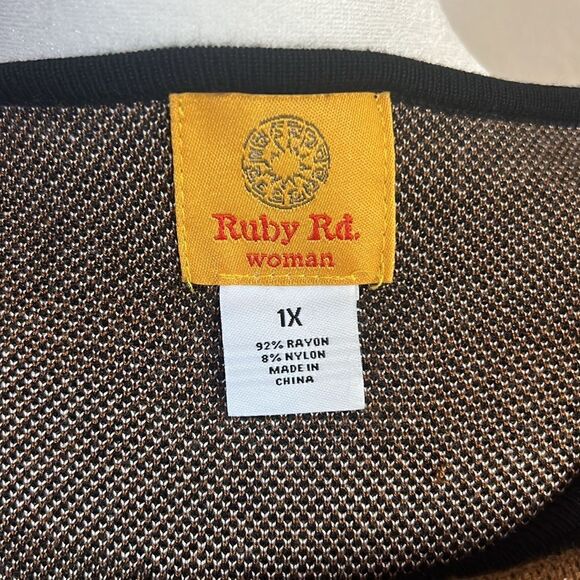 Ruby Rd.
woman
1X
92% RAYON
8% NYLON
MADE IN
CHINA